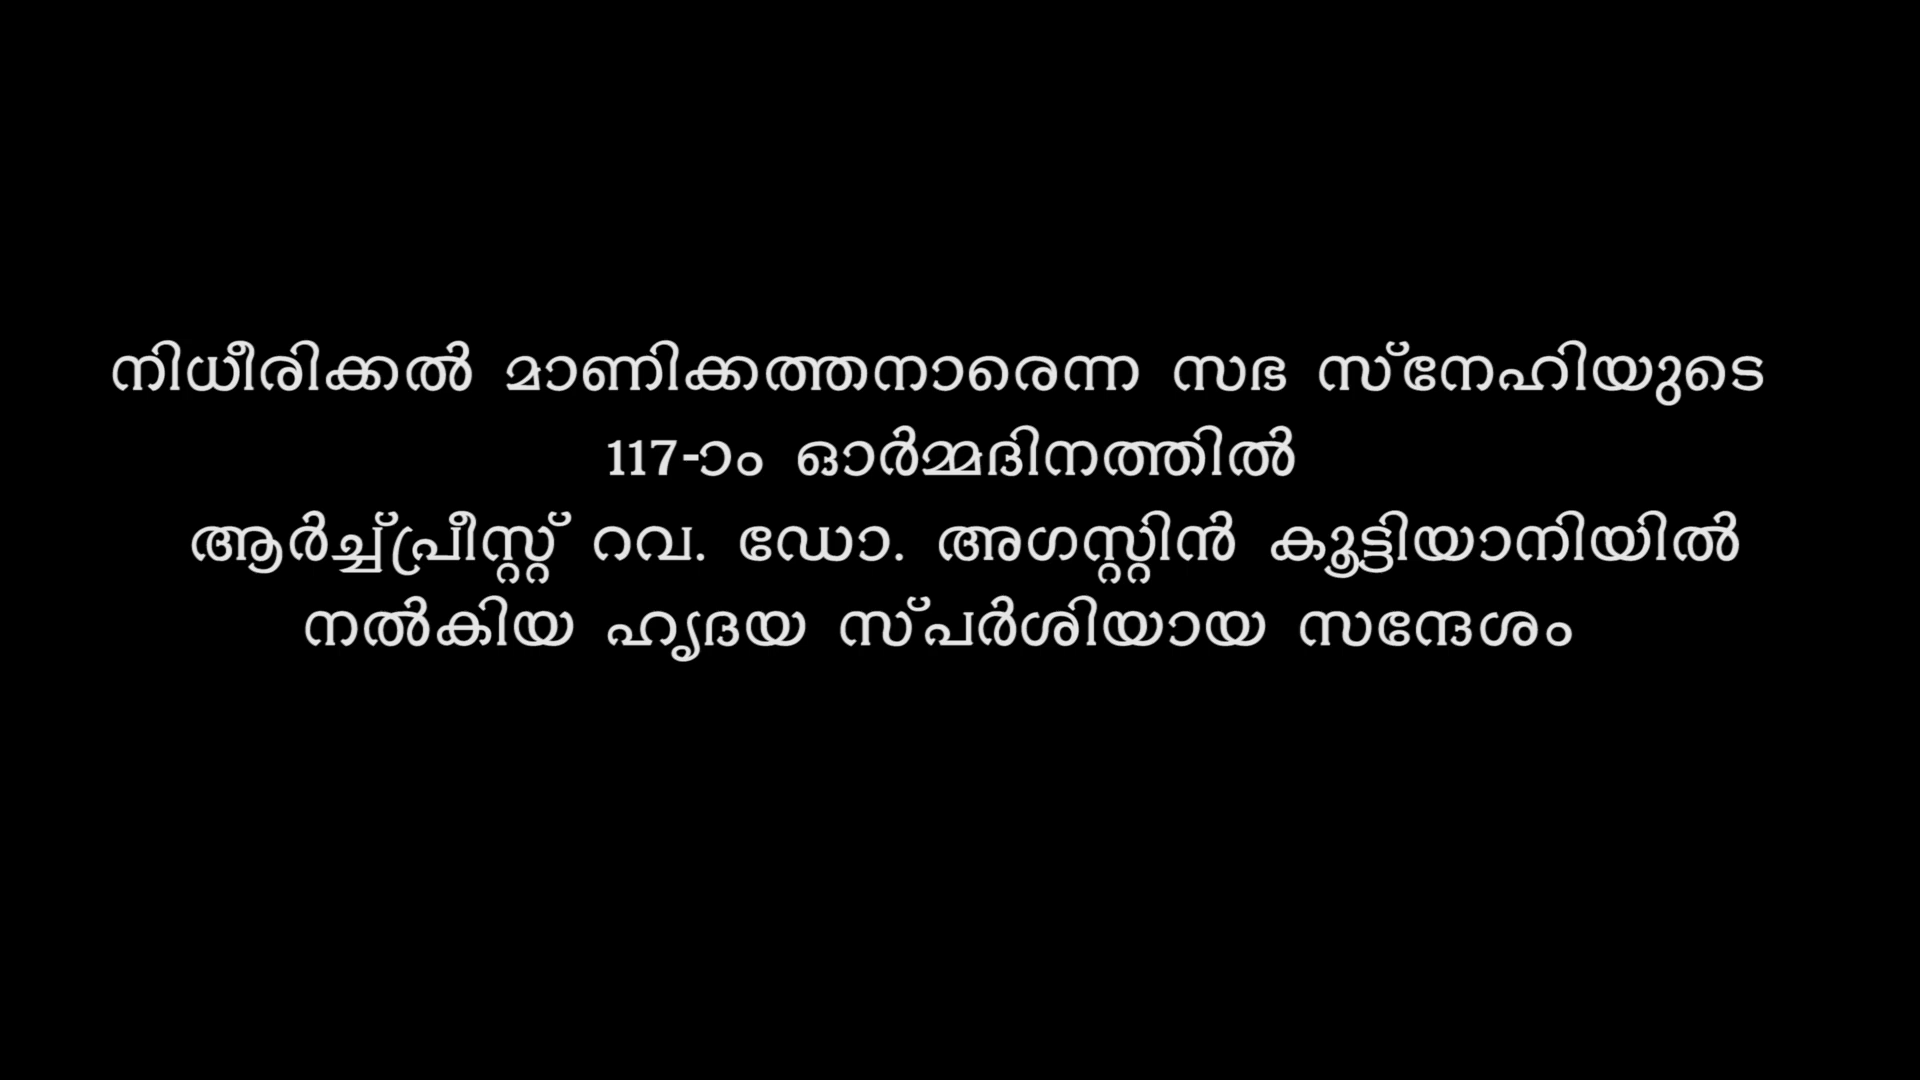 നിധീരിക്കൽ മാണിക്കത്തനാരെന്ന സഭ സ്നേഹിയുടെ
117-ാം ഓർമ്മദിനത്തിൽ
ആർച്ച്പ്രീസ്റ്റ് റവ. ഡോ. അഗസ്റ്റിൻ കൂട്ടിയാനിയിൽ
നൽകിയ ഹൃദയ സ്പർശിയായ സന്ദേശം